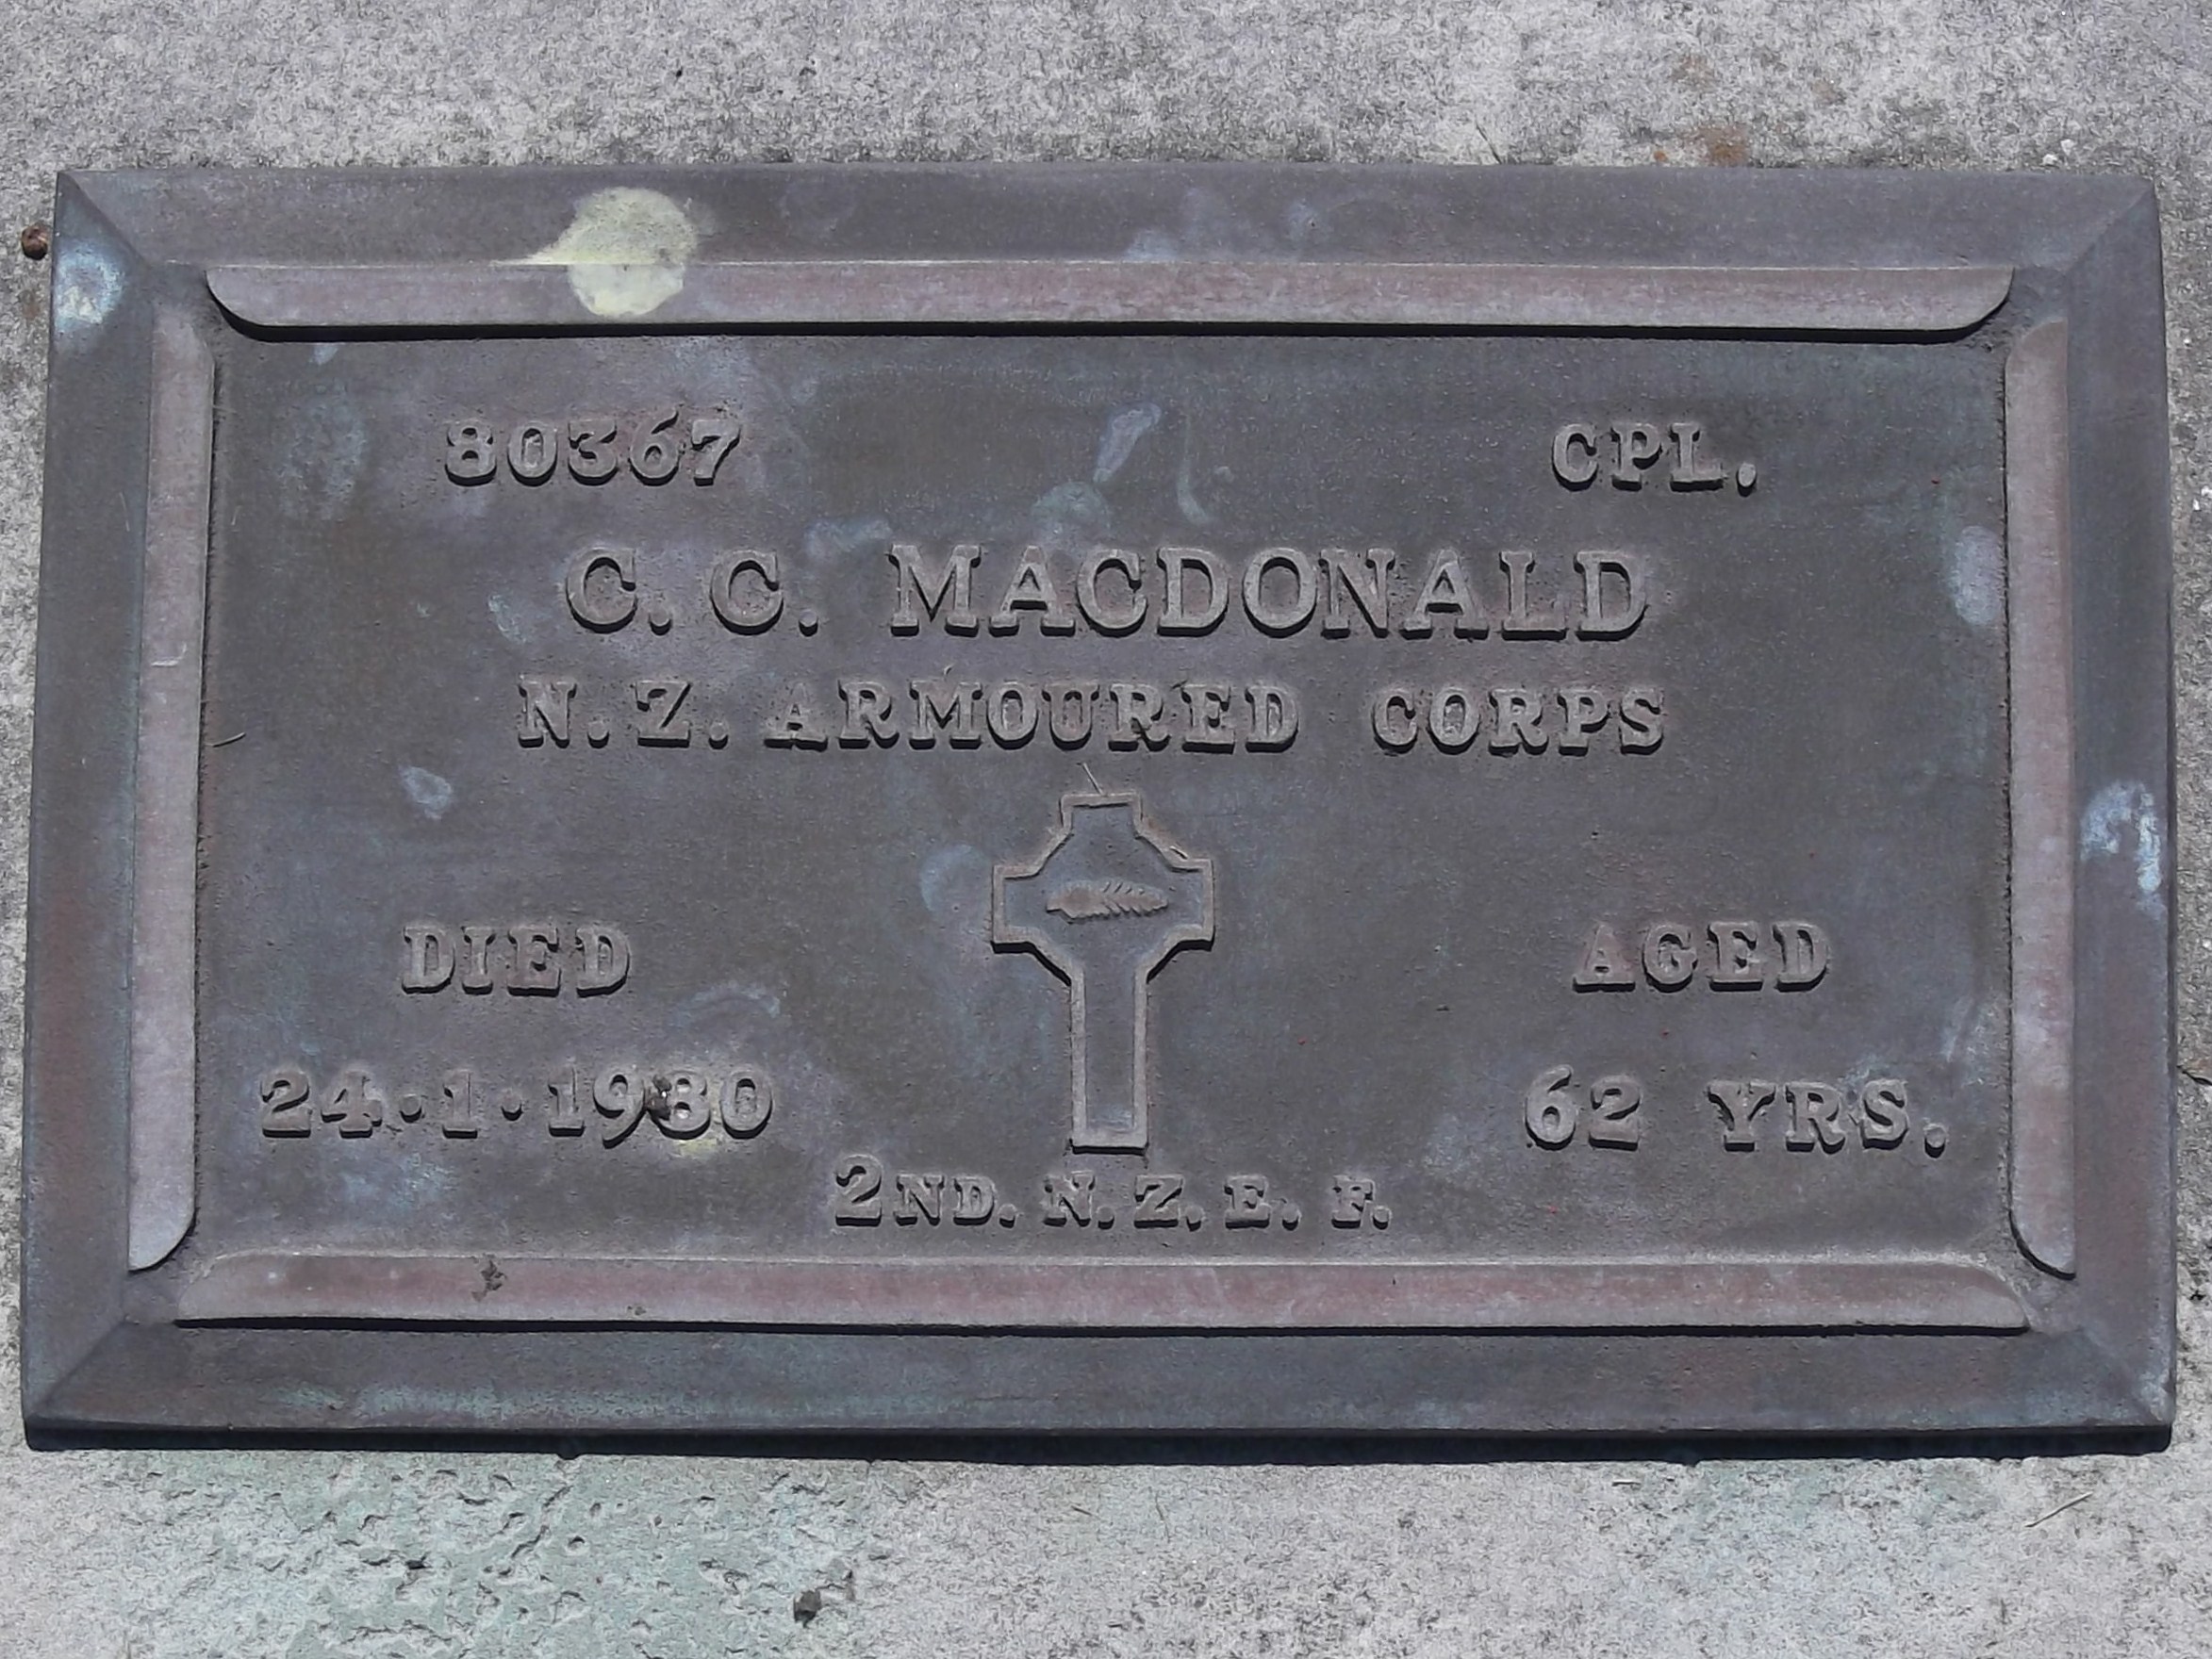 80367 CPL.
C. C. MACDONALD
N.Z. ARMOURED CORPS
DIED AGED
24·1·1980 62 YRS.
2ND. N.Z.E.F.